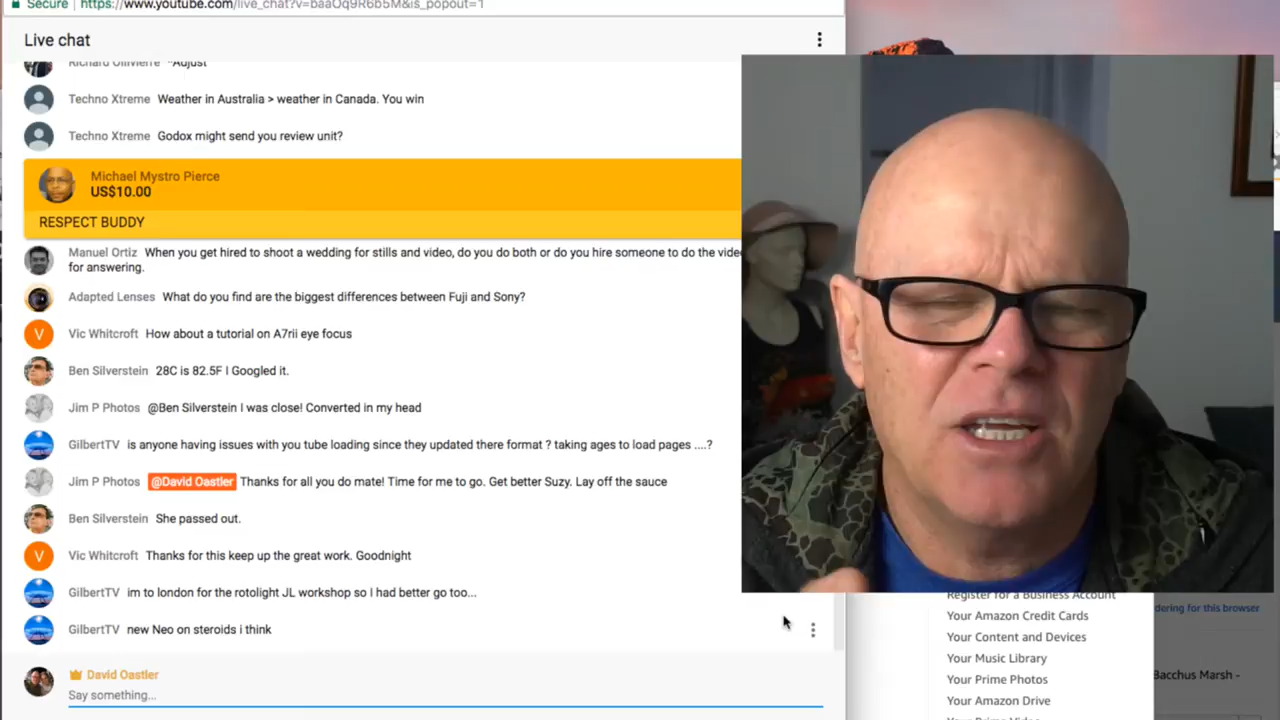 Secure https://www.youtube.com/live_chat?v=baaOq9R6b5M&is_popout=1
Live chat
Richard Ollivierre *Adjust
Techno Xtreme Weather in Australia > weather in Canada. You win
Techno Xtreme Godox might send you review unit?
Michael Mystro Pierce
US$10.00
RESPECT BUDDY
Manuel Ortiz When you get hired to shoot a wedding for stills and video, do you do both or do you hire someone to do the vide
for answering.
Adapted Lenses What do you find are the biggest differences between Fuji and Sony?
V Vic Whitcroft How about a tutorial on A7rii eye focus
Ben Silverstein 28C is 82.5F I Googled it.
Jim P Photos @Ben Silverstein I was close! Converted in my head
GilbertTV is anyone having issues with you tube loading since they updated there format ? taking ages to load pages ....?
Jim P Photos @David Oastler Thanks for all you do mate! Time for me to go. Get better Suzy. Lay off the sauce
Ben Silverstein She passed out.
V Vic Whitcroft Thanks for this keep up the great work. Goodnight
GilbertTV im to london for the rotolight JL workshop so I had better go too...
GilbertTV new Neo on steroids i think
David Oastler
Say something...
Register for a Business Account
Your Amazon Credit Cards
Your Content and Devices
Your Music Library
Your Prime Photos
Your Amazon Drive
Your Prime Video
dering for this browser
Bacchus Marsh -